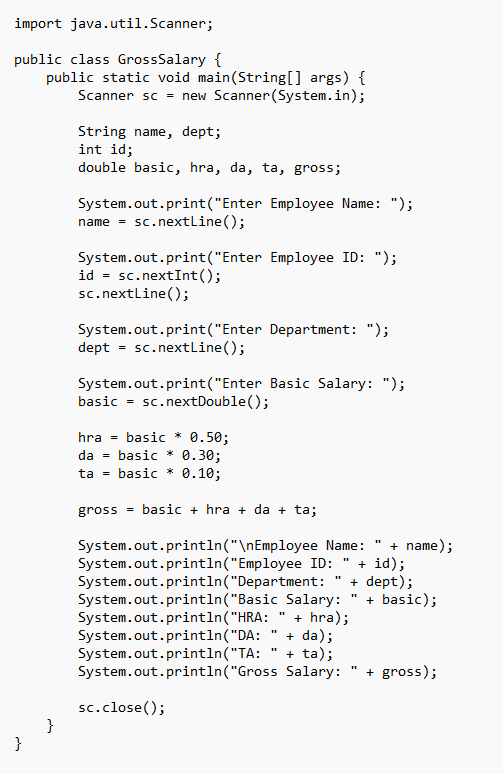 import java.util.Scanner;

public class GrossSalary {
    public static void main(String[] args) {
        Scanner sc = new Scanner(System.in);

        String name, dept;
        int id;
        double basic, hra, da, ta, gross;

        System.out.print("Enter Employee Name: ");
        name = sc.nextLine();

        System.out.print("Enter Employee ID: ");
        id = sc.nextInt();
        sc.nextLine();

        System.out.print("Enter Department: ");
        dept = sc.nextLine();

        System.out.print("Enter Basic Salary: ");
        basic = sc.nextDouble();

        hra = basic * 0.50;
        da = basic * 0.30;
        ta = basic * 0.10;

        gross = basic + hra + da + ta;

        System.out.println("\nEmployee Name: " + name);
        System.out.println("Employee ID: " + id);
        System.out.println("Department: " + dept);
        System.out.println("Basic Salary: " + basic);
        System.out.println("HRA: " + hra);
        System.out.println("DA: " + da);
        System.out.println("TA: " + ta);
        System.out.println("Gross Salary: " + gross);

        sc.close();
    }
}